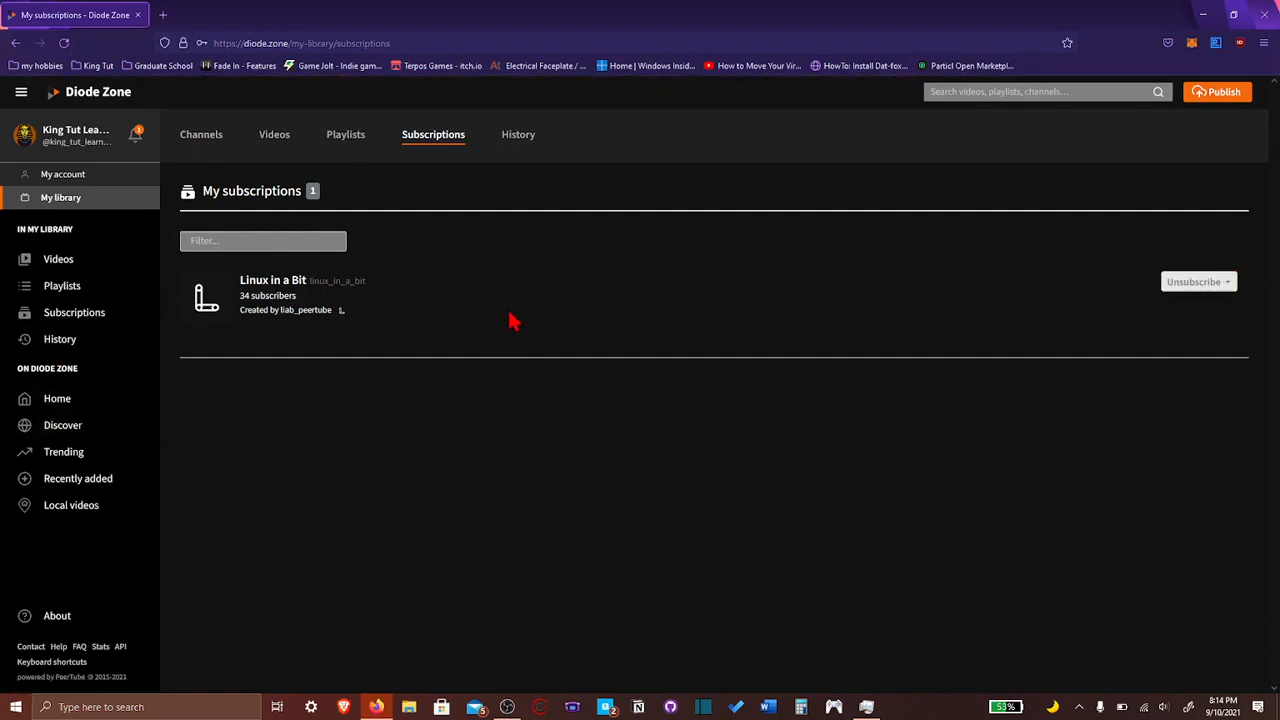 My subscriptions - Diode Zone
https://diode.zone/my-library/subscriptions
my hobbies King Tut Graduate School Fade In - Features Game Jolt - Indie gam... Terpos Games - itch.io Electrical Faceplate /... Home | Windows Insid... How to Move Your Vir... HowTo: Install Dat-fox... Particl Open Marketpl...
Diode Zone
Search videos, playlists, channels...
Publish
King Tut Lea...
@king_tut_learn...
1
Channels Videos Playlists Subscriptions History
My account
My library
My subscriptions 1
IN MY LIBRARY
Filter...
Videos
Playlists
Subscriptions
History
Linux in a Bit linux_in_a_bit
34 subscribers
Created by liab_peertube
Unsubscribe
ON DIODE ZONE
Home
Discover
Trending
Recently added
Local videos
About
Contact Help FAQ Stats API
Keyboard shortcuts
powered by PeerTube © 2015-2021
Type here to search
5
2
53%
8:14 PM
9/10/2021